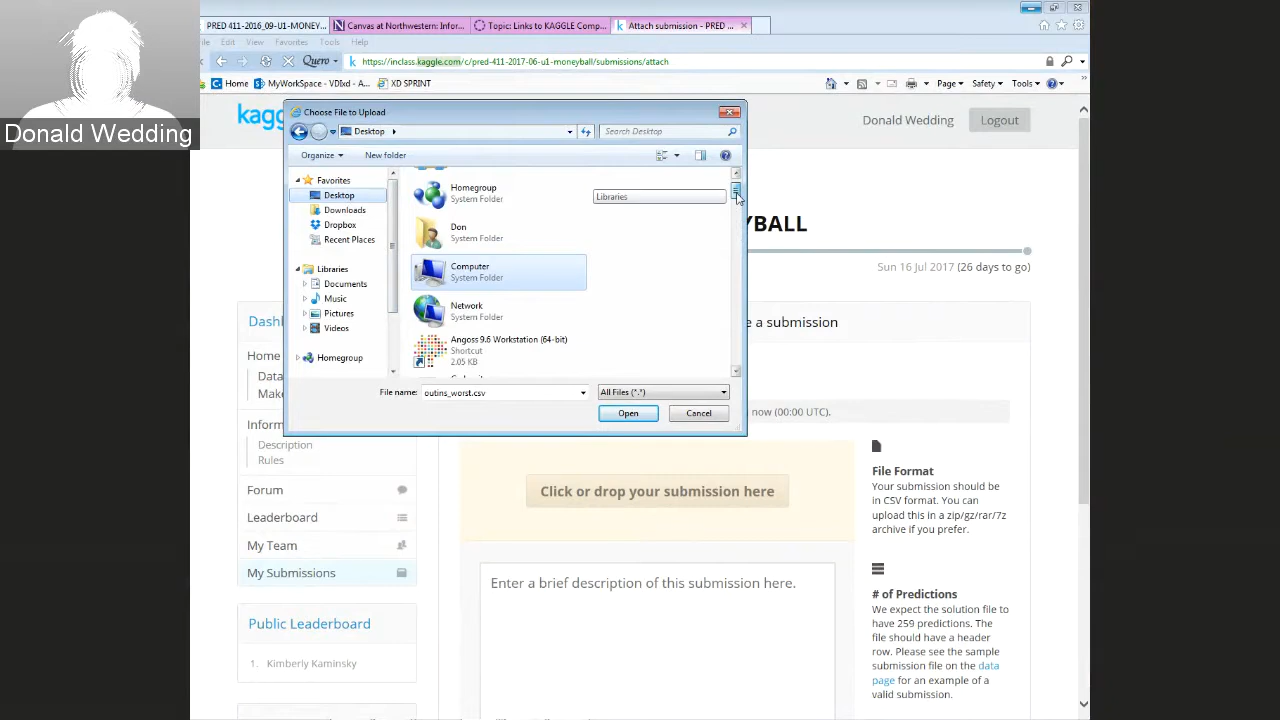 PRED 411-2016_09-U1-MONEY...
Canvas at Northwestern: Infor...
Topic: Links to KAGGLE Comp...
Attach submission - PRED ...
Edit View Favorites Tools Help
Quero
https://inclass.kaggle.com/c/pred-411-2017-06-u1-moneyball/submissions/attach
Home
MyWorkSpace - VDIxd - A...
XD SPRINT
Page
Safety
Tools
Donald Wedding
kagg
Donald Wedding
Logout
YBALL
Sun 16 Jul 2017 (26 days to go)
Choose File to Upload
Desktop
Search Desktop
Organize
New folder
Favorites
Desktop
Downloads
Dropbox
Recent Places
Libraries
Documents
Music
Pictures
Videos
Homegroup
Homegroup
System Folder
Libraries
Don
System Folder
Computer
System Folder
Network
System Folder
Angoss 9.6 Workstation (64-bit)
Shortcut
2.05 KB
File name:
outins_worst.csv
All Files (*.*)
Open
Cancel
Dash
Home
Data
Make
Inform
Description
Rules
Forum
Leaderboard
My Team
My Submissions
Public Leaderboard
1. Kimberly Kaminsky
e a submission
now (00:00 UTC).
Click or drop your submission here
Enter a brief description of this submission here.
File Format
Your submission should be
in CSV format. You can
upload this in a zip/gz/rar/7z
archive if you prefer.
# of Predictions
We expect the solution file to
have 259 predictions. The
file should have a header
row. Please see the sample
submission file on the data
page for an example of a
valid submission.